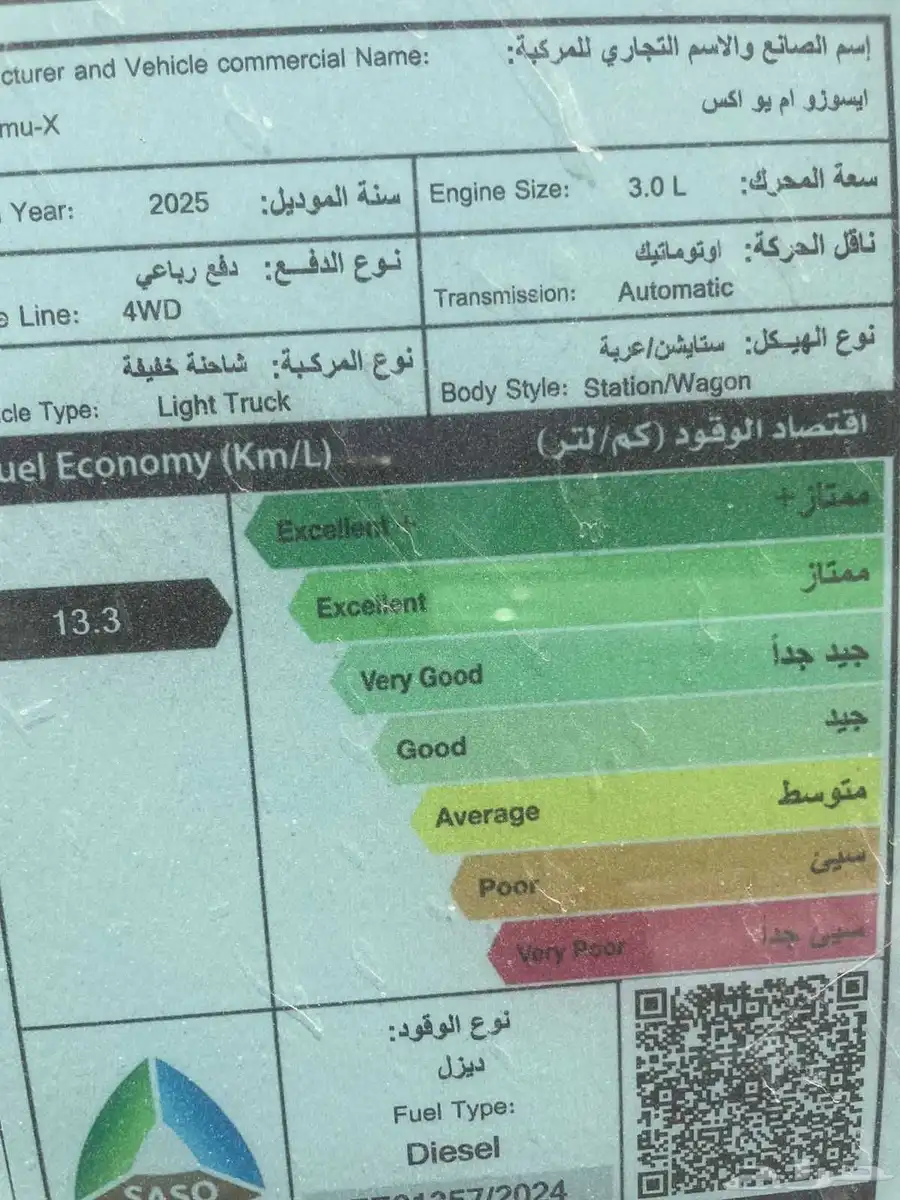 إسم الصانع والاسم التجاري للمركبة:
cturer and Vehicle commercial Name:
ايسوزو ام يو اكس
mu-X
سنة الموديل: 2025 Year:
سعة المحرك: 3.0 L Engine Size:
نوع الدفـــع: دفع رباعي
Line: 4WD
ناقل الحركة: اوتوماتيك
Transmission: Automatic
نوع المركبة: شاحنة خفيفة
cle Type: Light Truck
نوع الهيـكل: ستايشن/عربة
Body Style: Station/Wagon
اقتصاد الوقود (كم/لتر)
uel Economy (Km/L)
ممتاز +
Excellent +
ممتاز
Excellent
13.3
جيد جداً
Very Good
جيد
Good
متوسط
Average
سيئ
Poor
سيئ جداً
Very Poor
نوع الوقود:
ديزل
Fuel Type:
Diesel
SASO